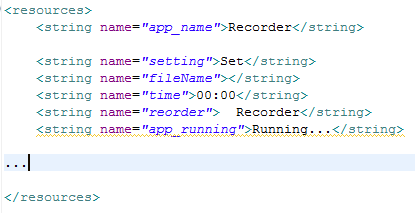 <resources>
<string name="app_name">Recorder</string>
<string name="setting">Set</string>
<string name="fileName"></string>
<string name="time">00:00</string>
<string name="reorder">  Recorder</string>
<string name="app_running">Running...</string>
...
</resources>